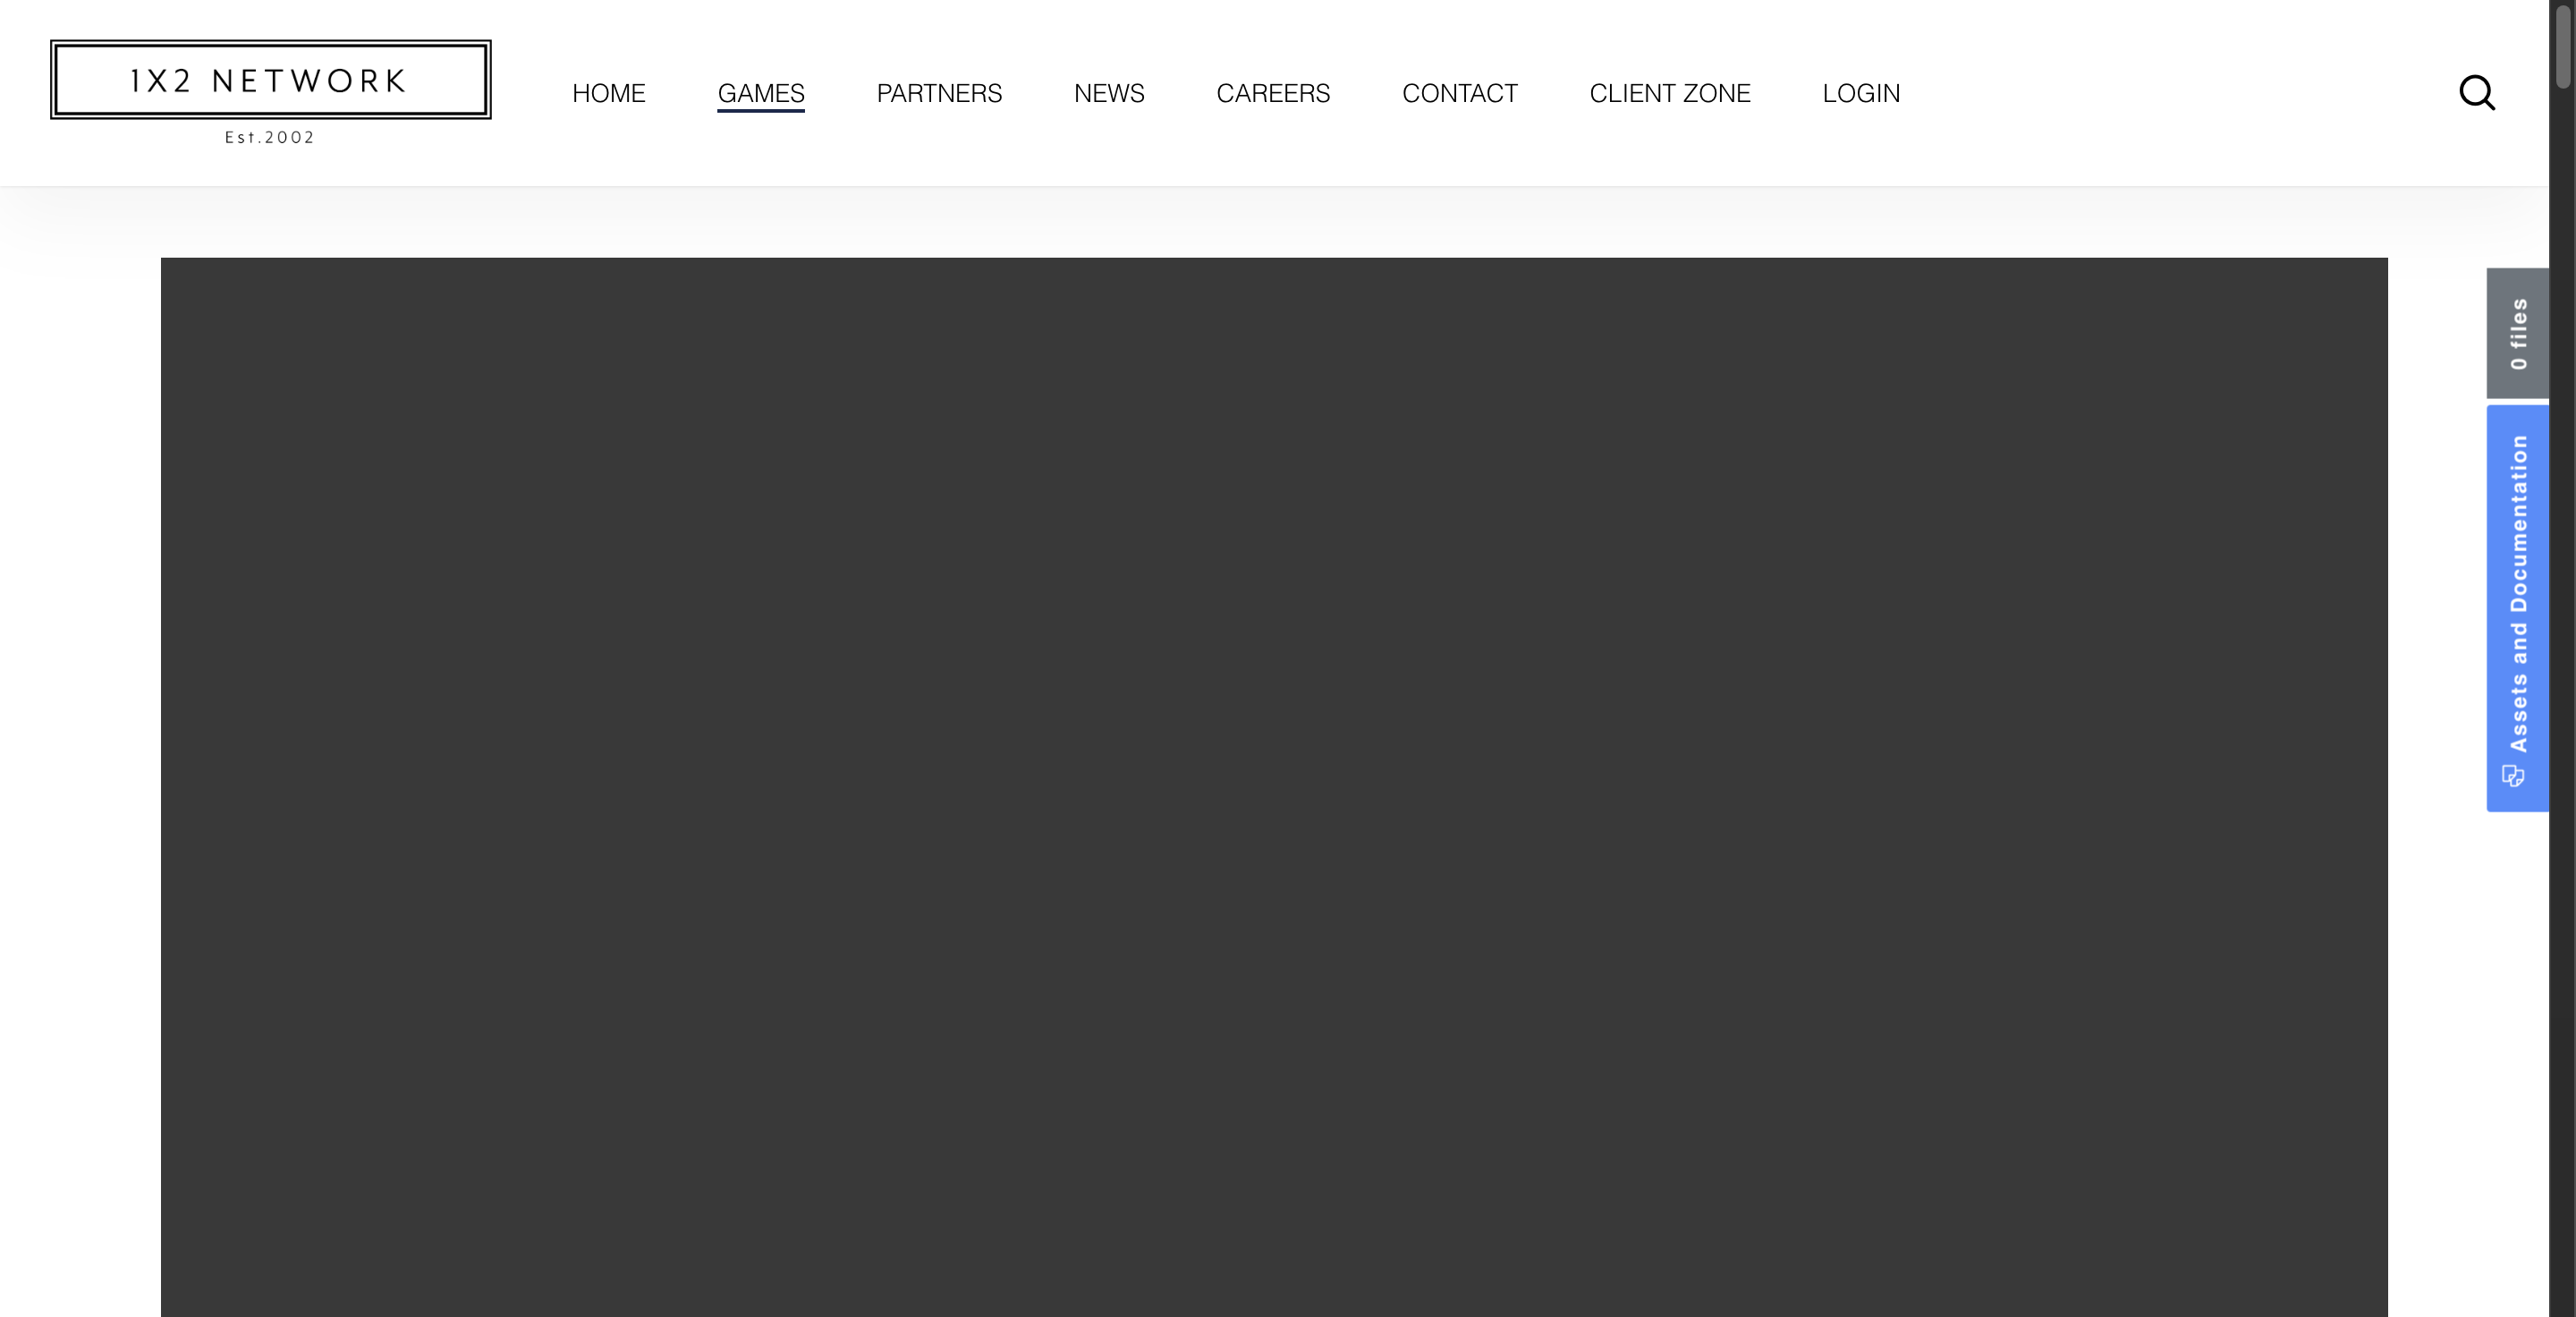 1X2 NETWORK
Est.2002
HOME GAMES PARTNERS NEWS CAREERS CONTACT CLIENT ZONE LOGIN
0 files
Assets and Documentation